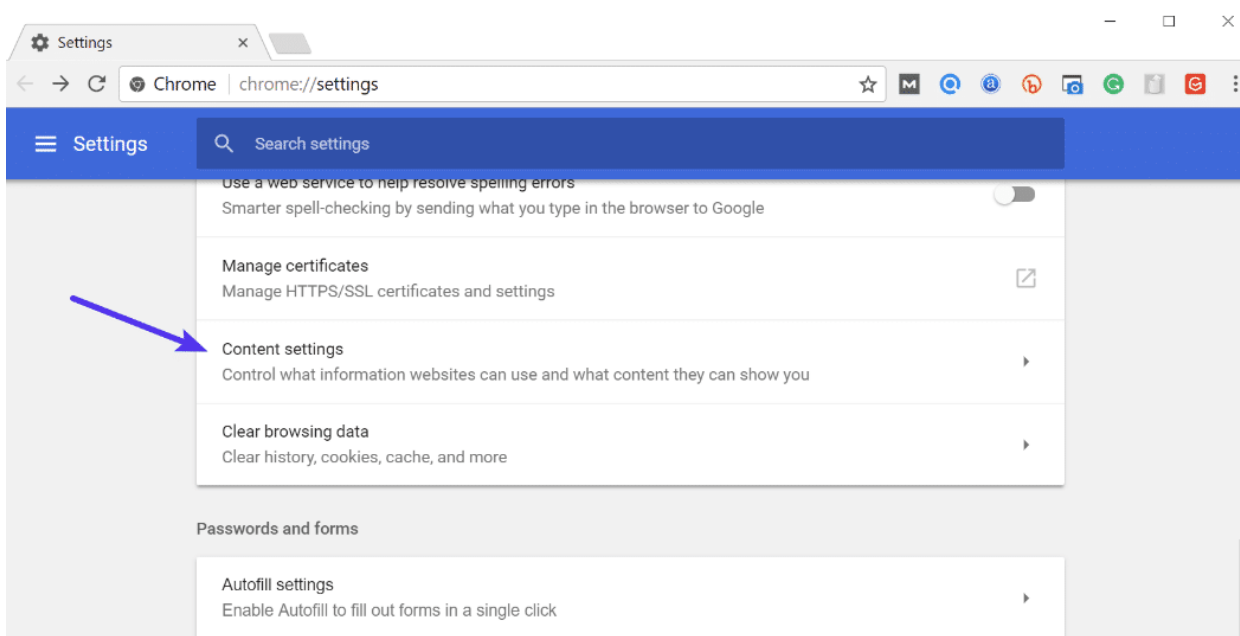 Settings
Chrome chrome://settings
Settings
Search settings
Use a web service to help resolve spelling errors
Smarter spell-checking by sending what you type in the browser to Google
Manage certificates
Manage HTTPS/SSL certificates and settings
Content settings
Control what information websites can use and what content they can show you
Clear browsing data
Clear history, cookies, cache, and more
Passwords and forms
Autofill settings
Enable Autofill to fill out forms in a single click